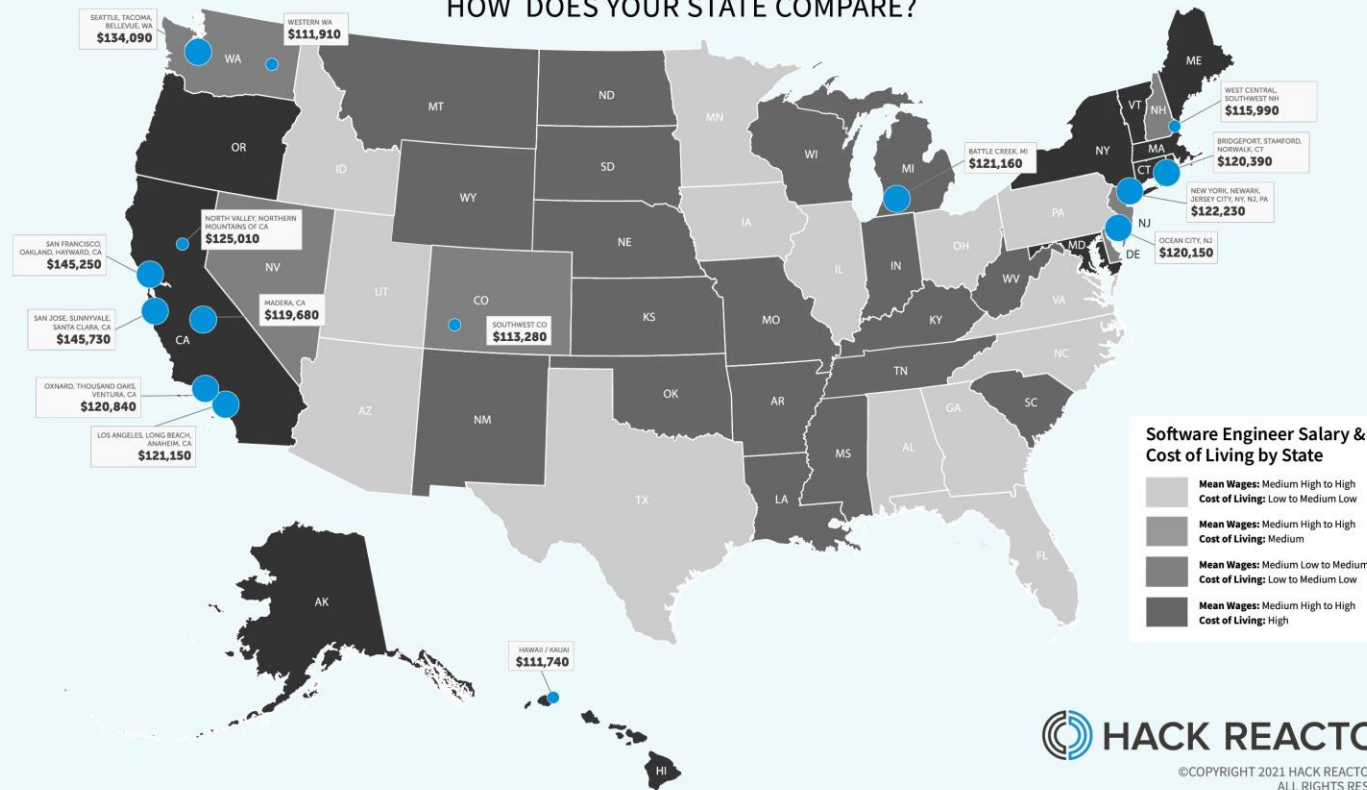 HOW DOES YOUR STATE COMPARE?
SEATTLE, TACOMA,
BELLEVUE, WA
$134,090
WESTERN WA
$111,910
WA
MT
ND
MN
ME
VT
NH
WEST CENTRAL,
SOUTHWEST NH
$115,990
OR
ID
SD
WI
BATTLE CREEK, MI
$121,160
MI
NY
MA
CT
BRIDGEPORT, STAMFORD,
NORWALK, CT
$120,390
WY
NEW YORK, NEWARK,
JERSEY CITY, NY, NJ, PA
$122,230
NORTH VALLEY, NORTHERN
MOUNTAINS OF CA
$125,010
NE
IA
PA
NJ
SAN FRANCISCO,
OAKLAND, HAYWARD, CA
$145,250
NV
UT
IL
IN
OH
MD
DE
OCEAN CITY, NJ
$120,150
SAN JOSE, SUNNYVALE,
SANTA CLARA, CA
$145,730
MADERA, CA
$119,680
CA
CO
SOUTHWEST CO
$113,280
KS
MO
KY
WV
VA
OXNARD, THOUSAND OAKS,
VENTURA, CA
$120,840
AZ
NM
OK
AR
TN
NC
LOS ANGELES, LONG BEACH,
ANAHEIM, CA
$121,150
TX
LA
MS
AL
GA
SC
FL
Software Engineer Salary &
Cost of Living by State
Mean Wages: Medium High to High
Cost of Living: Low to Medium Low
Mean Wages: Medium High to High
Cost of Living: Medium
Mean Wages: Medium Low to Medium
Cost of Living: Low to Medium Low
Mean Wages: Medium High to High
Cost of Living: High
AK
HAWAII / KAUAI
$111,740
HI
HACK REACTO
©COPYRIGHT 2021 HACK REACTO
ALL RIGHTS RES